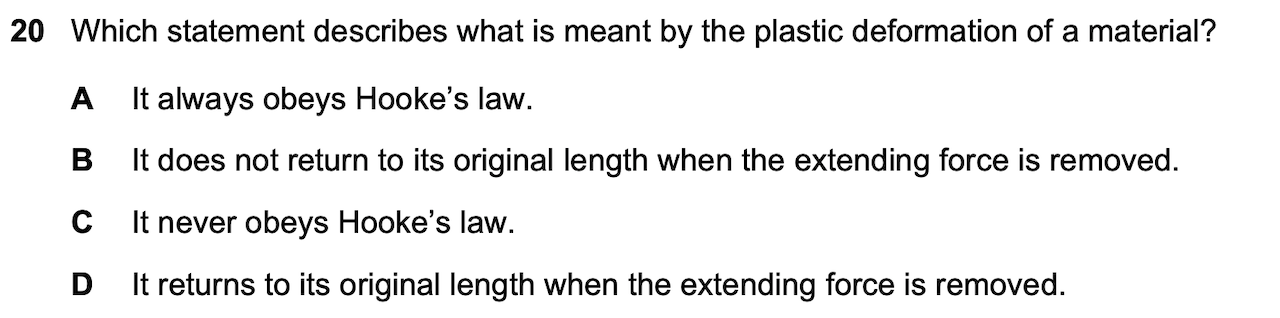 20 Which statement describes what is meant by the plastic deformation of a material?
A It always obeys Hooke’s law.
B It does not return to its original length when the extending force is removed.
C It never obeys Hooke’s law.
D It returns to its original length when the extending force is removed.